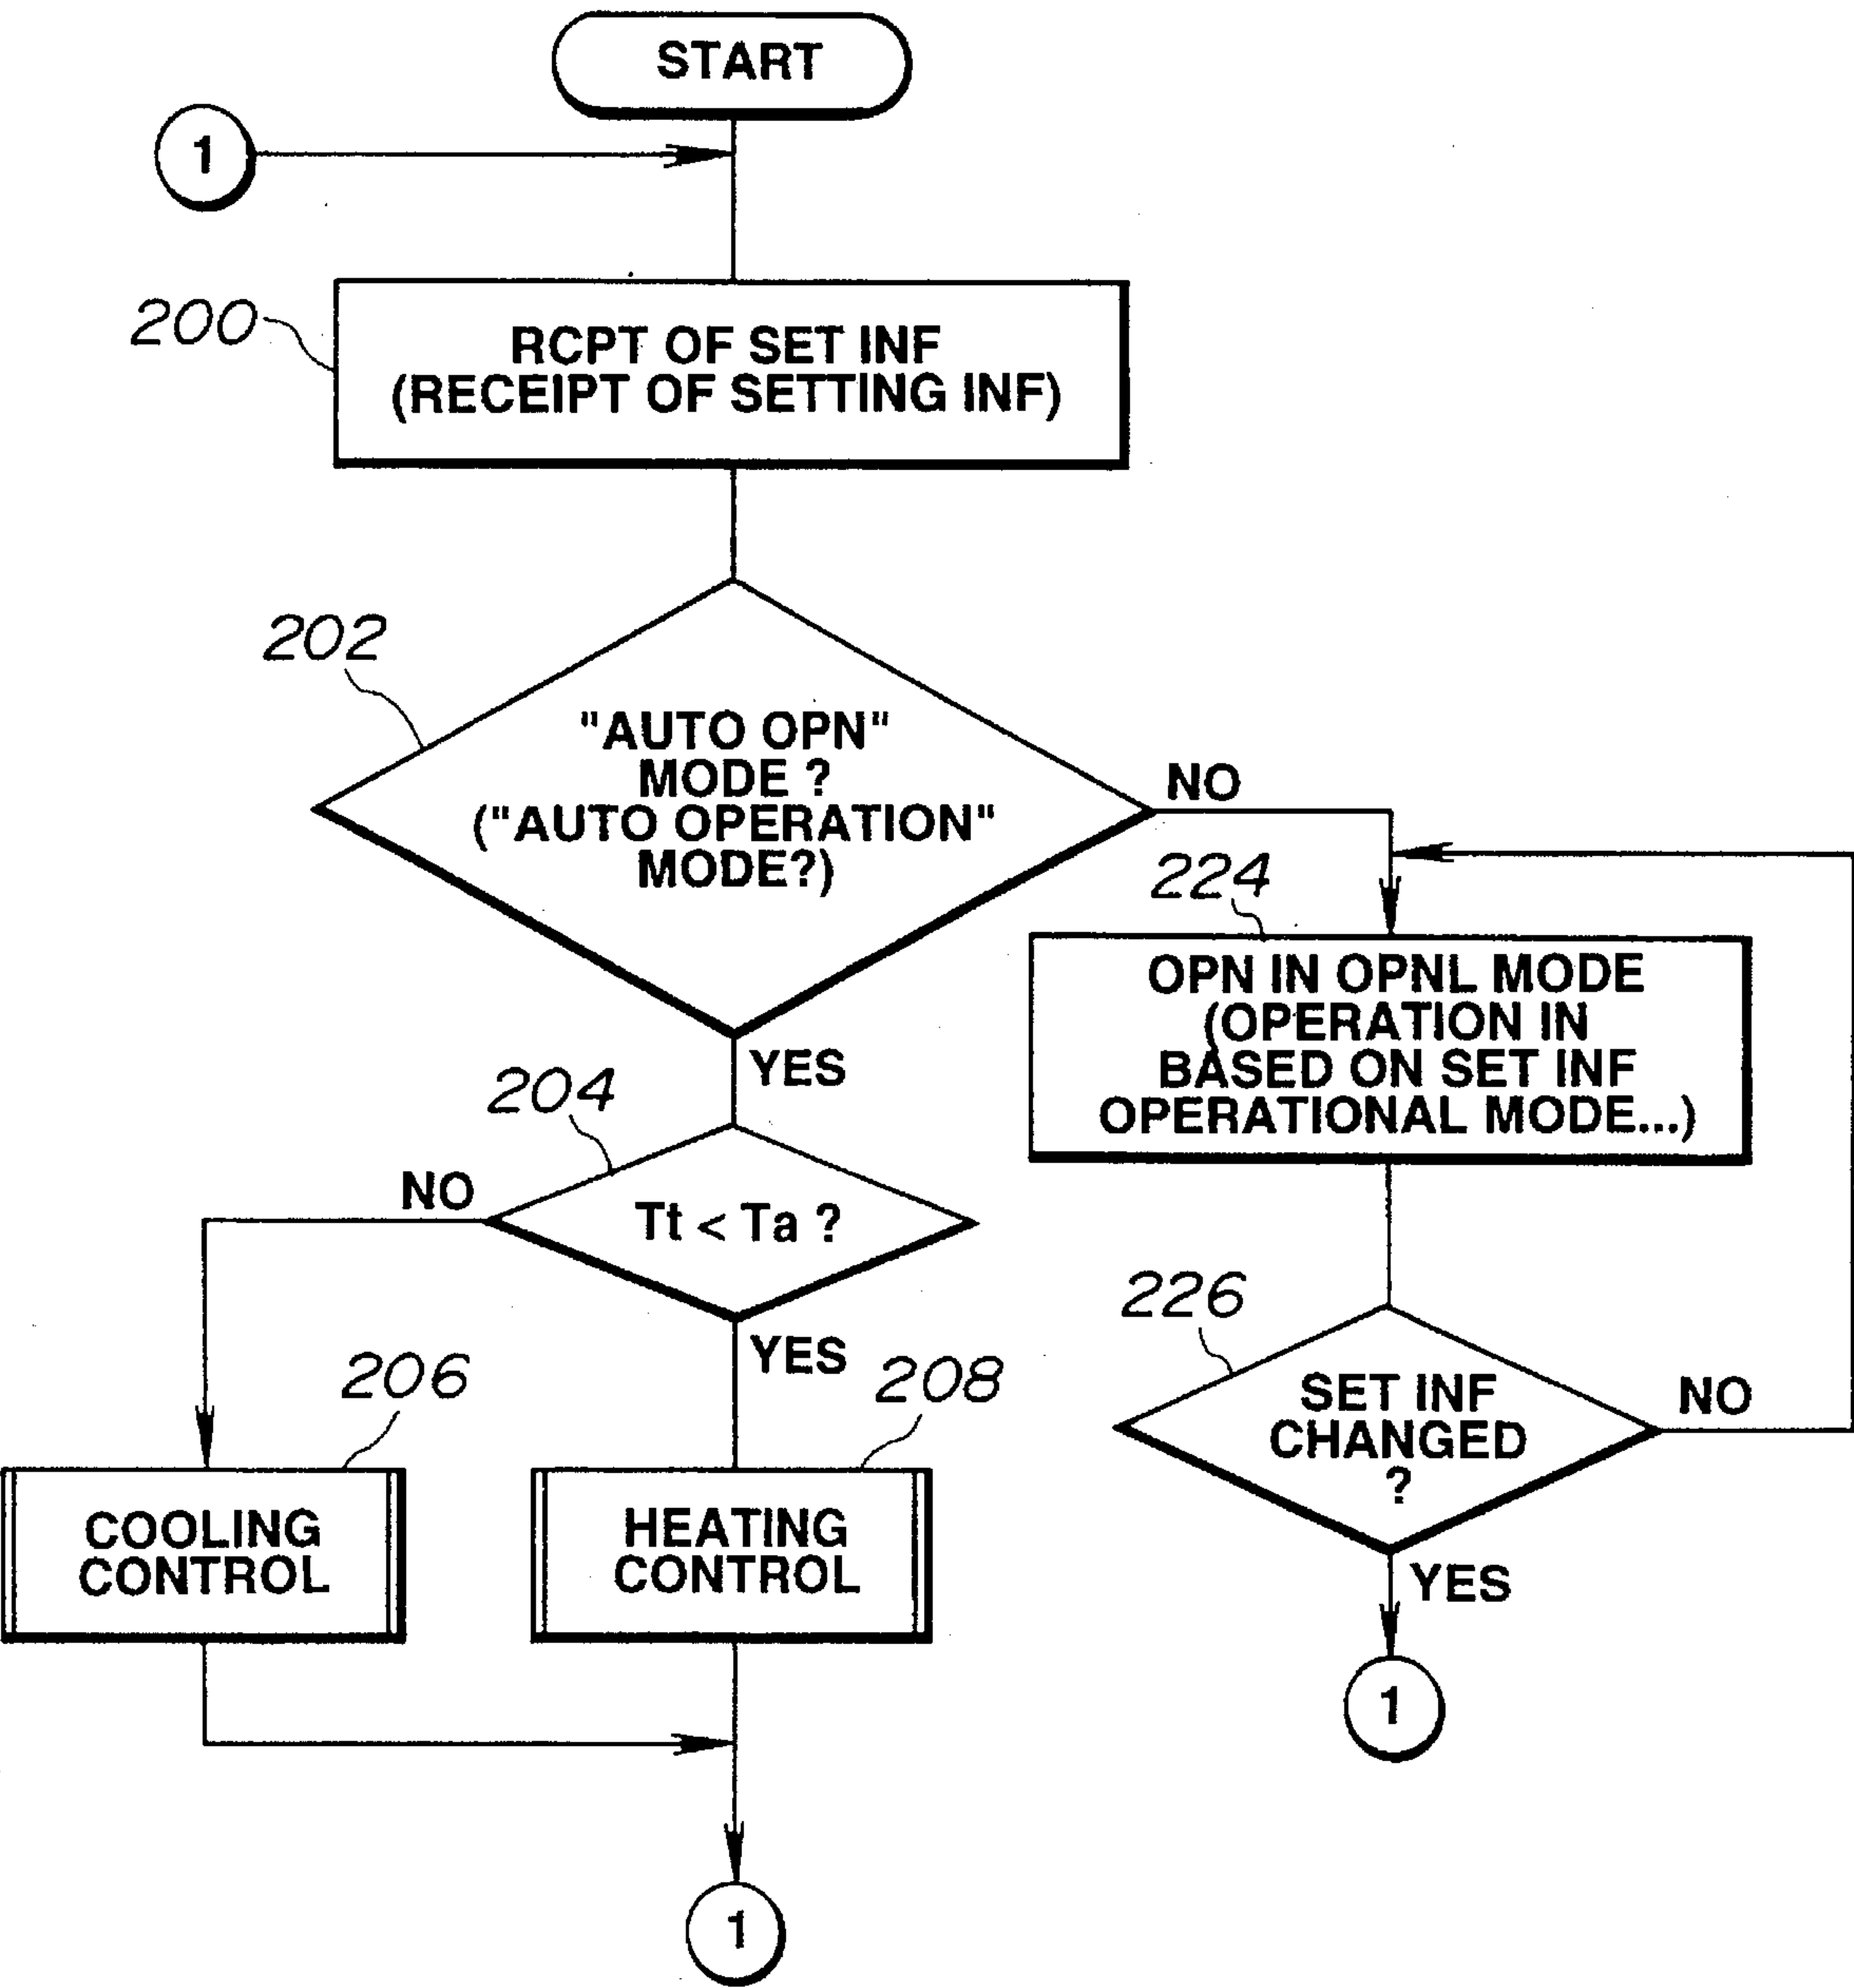 START
1
200
RCPT OF SET INF
(RECEIPT OF SETTING INF)
202
"AUTO OPN"
MODE ?
("AUTO OPERATION"
MODE?)
NO
YES
224
OPN IN OPNL MODE
(OPERATION IN
BASED ON SET INF
OPERATIONAL MODE...)
204
NO
Tt < Ta ?
YES
226
SET INF
CHANGED
?
NO
YES
1
206
COOLING
CONTROL
208
HEATING
CONTROL
1